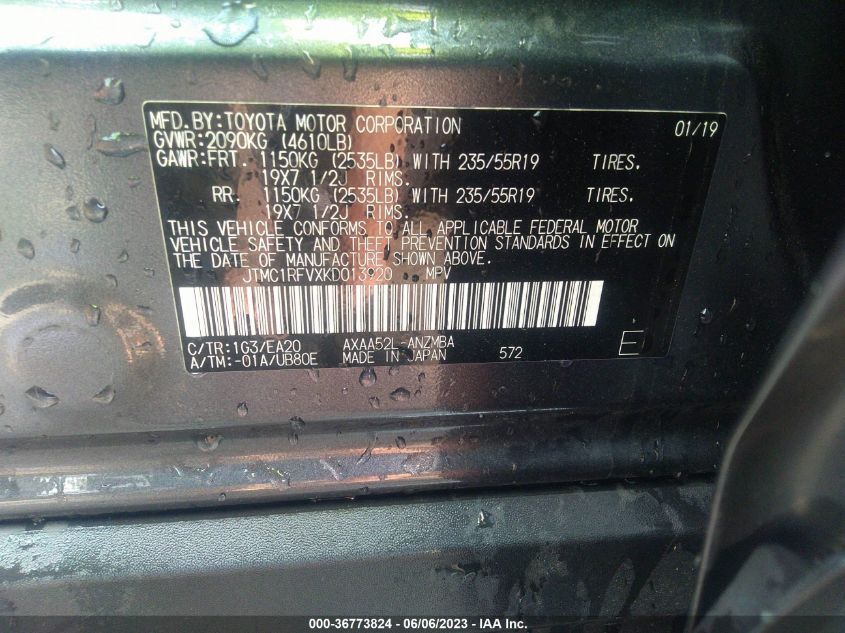 MFD.BY:TOYOTA MOTOR CORPORATION 01/19
GVWR:2090KG (4610LB)
GAWR:FRT. 1150KG (2535LB) WITH 235/55R19 TIRES.
19X7 1/2J RIMS.
RR. 1150KG (2535LB) WITH 235/55R19 TIRES.
19X7 1/2J RIMS.
THIS VEHICLE CONFORMS TO ALL APPLICABLE FEDERAL MOTOR
VEHICLE SAFETY AND THEFT PREVENTION STANDARDS IN EFFECT ON
THE DATE OF MANUFACTURE SHOWN ABOVE.
JTMC1RFVXKD013920 MPV
C/TR:1G3/EA20 AXAA52L-ANZMBA
A/TM:-01A/UB80E MADE IN JAPAN 572 E
000-36773824 - 06/06/2023 - IAA Inc.